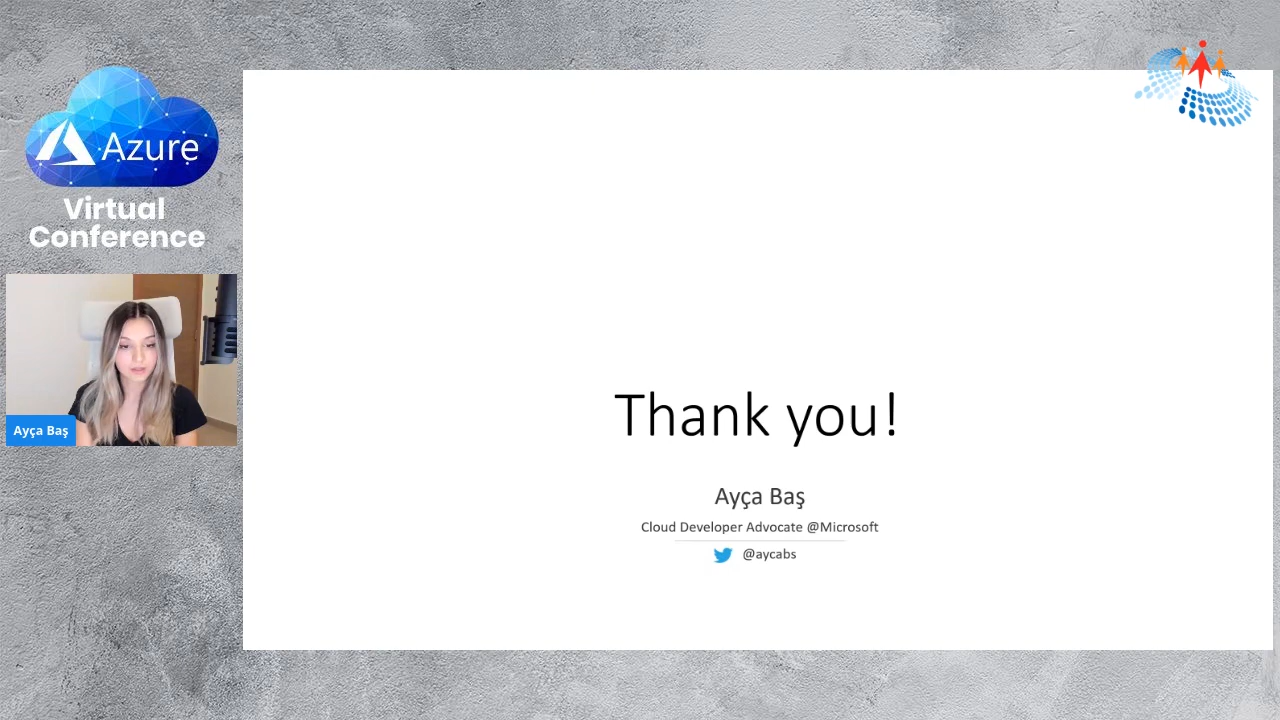 Azure
Virtual
Conference
Ayça Baş
Thank you!
Ayça Baş
Cloud Developer Advocate @Microsoft
@aycabs